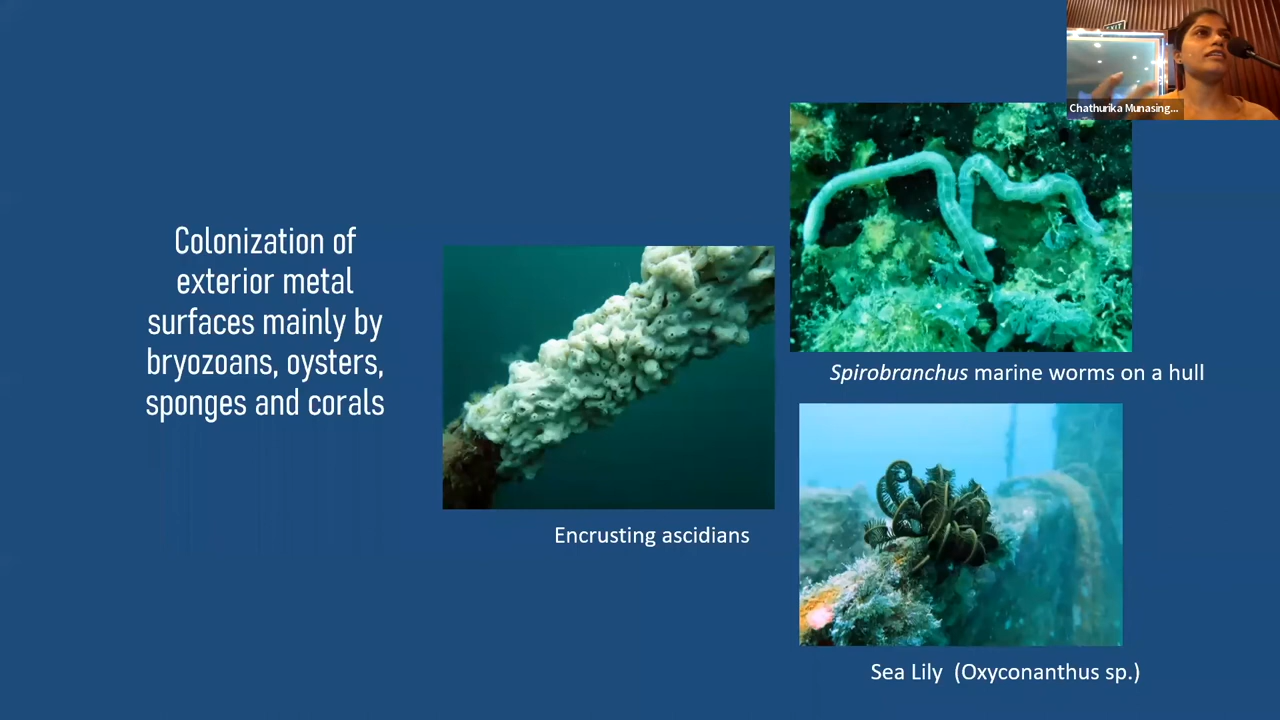 EXIT
Chathurika Munasing...
Colonization of
exterior metal
surfaces mainly by
bryozoans, oysters,
sponges and corals
Spirobranchus marine worms on a hull
Encrusting ascidians
Sea Lily (Oxyconanthus sp.)